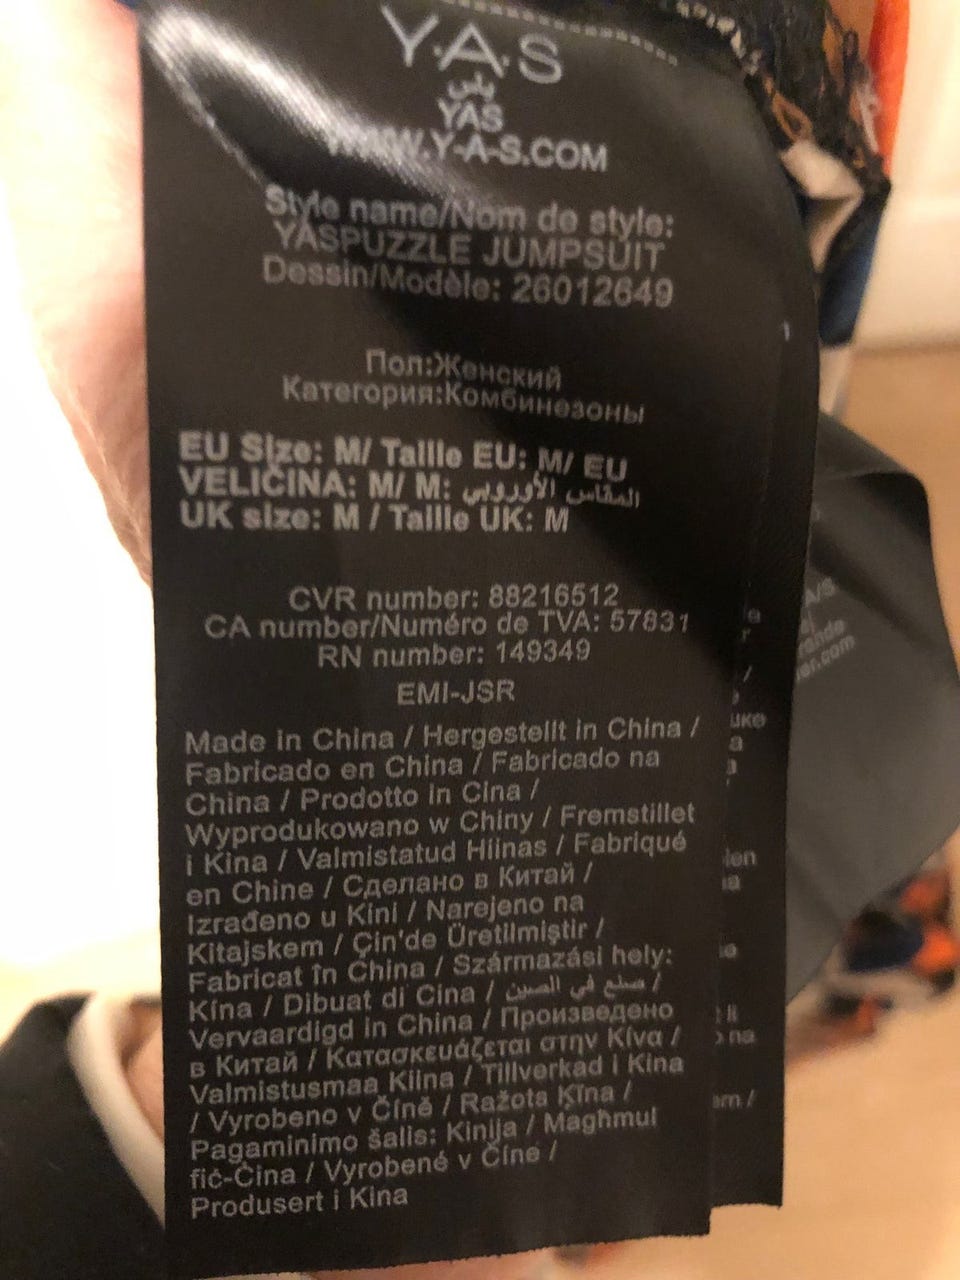 Y.A.S
ياس
YAS
WWW.Y-A-S.COM
Style name/Nom de style:
YASPUZZLE JUMPSUIT
Dessin/Modèle: 26012649
Пол:Женский
Категория:Комбинезоны
EU Size: M/ Taille EU: M/ EU
VELIČINA: M/ M: المقاس الأوروبي
UK size: M / Taille UK: M
CVR number: 88216512
CA number/Numéro de TVA: 57831
RN number: 149349
EMI-JSR
Made in China / Hergestellt in China /
Fabricado en China / Fabricado na
China / Prodotto in Cina /
Wyprodukowano w Chiny / Fremstillet
i Kina / Valmistatud Hiinas / Fabriqué
en Chine / Сделано в Китай /
Izrađeno u Kini / Narejeno na
Kitajskem / Çin'de Üretilmiştir /
Fabricat în China / Származási hely:
Kína / Dibuat di Cina / صنع في الصين /
Vervaardigd in China / Произведено
в Китай / Κατασκευάζεται στην Κίνα /
Valmistusmaa Kiina / Tillverkad i Kina
/ Vyrobeno v Číně / Ražota Ķīna /
Pagaminimo šalis: Kinija / Magħmul
fiċ-Ċina / Vyrobené v Číne /
Produsert i Kina